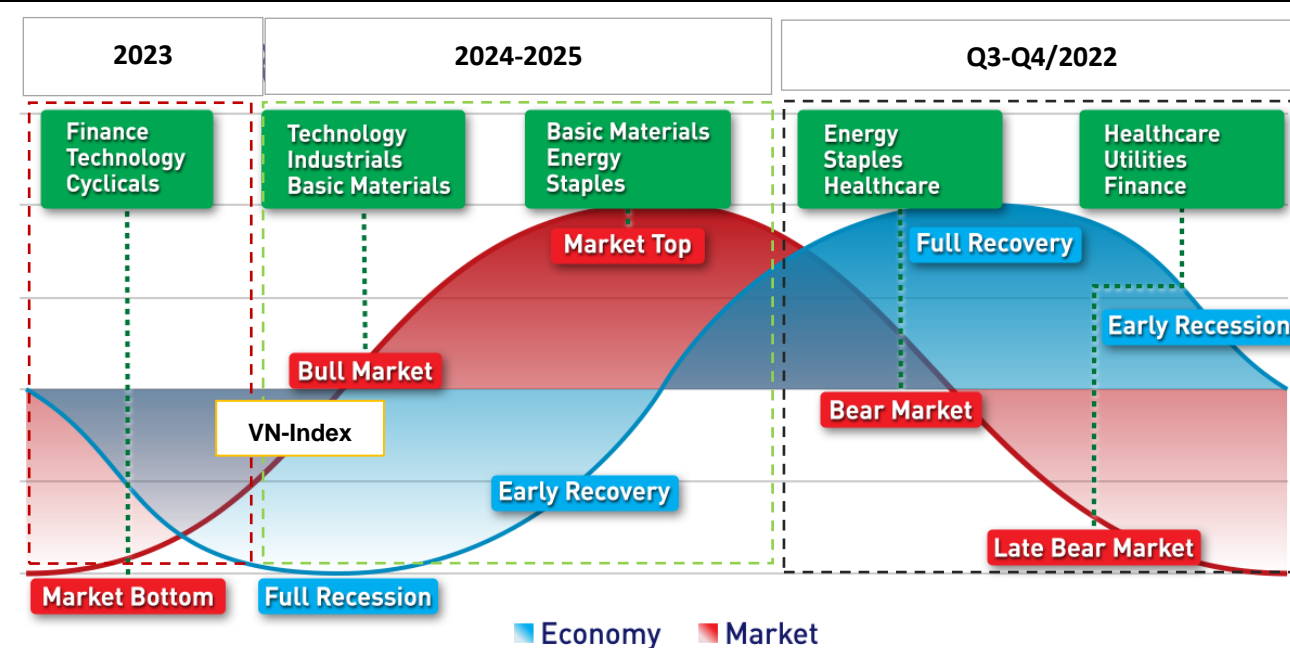 2023
2024-2025
Q3-Q4/2022
Finance
Technology
Cyclicals
Technology
Industrials
Basic Materials
Basic Materials
Energy
Staples
Energy
Staples
Healthcare
Healthcare
Utilities
Finance
Market Top
Full Recovery
Early Recession
Bull Market
Bear Market
VN-Index
Early Recovery
Late Bear Market
Market Bottom
Full Recession
Economy
Market